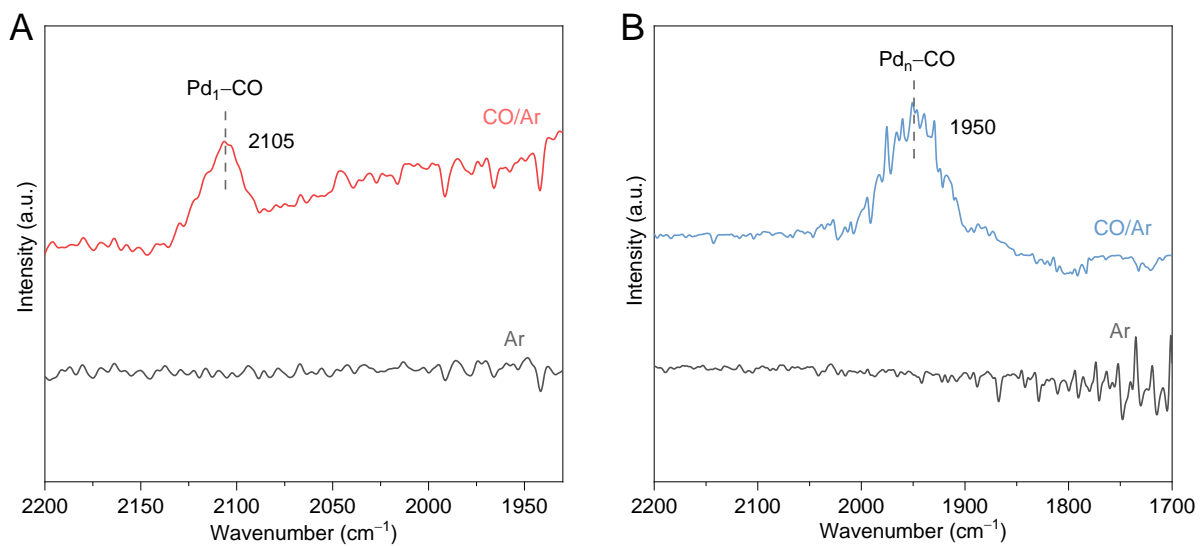 A
Pd₁–CO
2105
CO/Ar
Ar
Intensity (a.u.)
2200 2150 2100 2050 2000 1950
Wavenumber (cm⁻¹)
B
Pdₙ–CO
1950
CO/Ar
Ar
Intensity (a.u.)
2200 2100 2000 1900 1800 1700
Wavenumber (cm⁻¹)